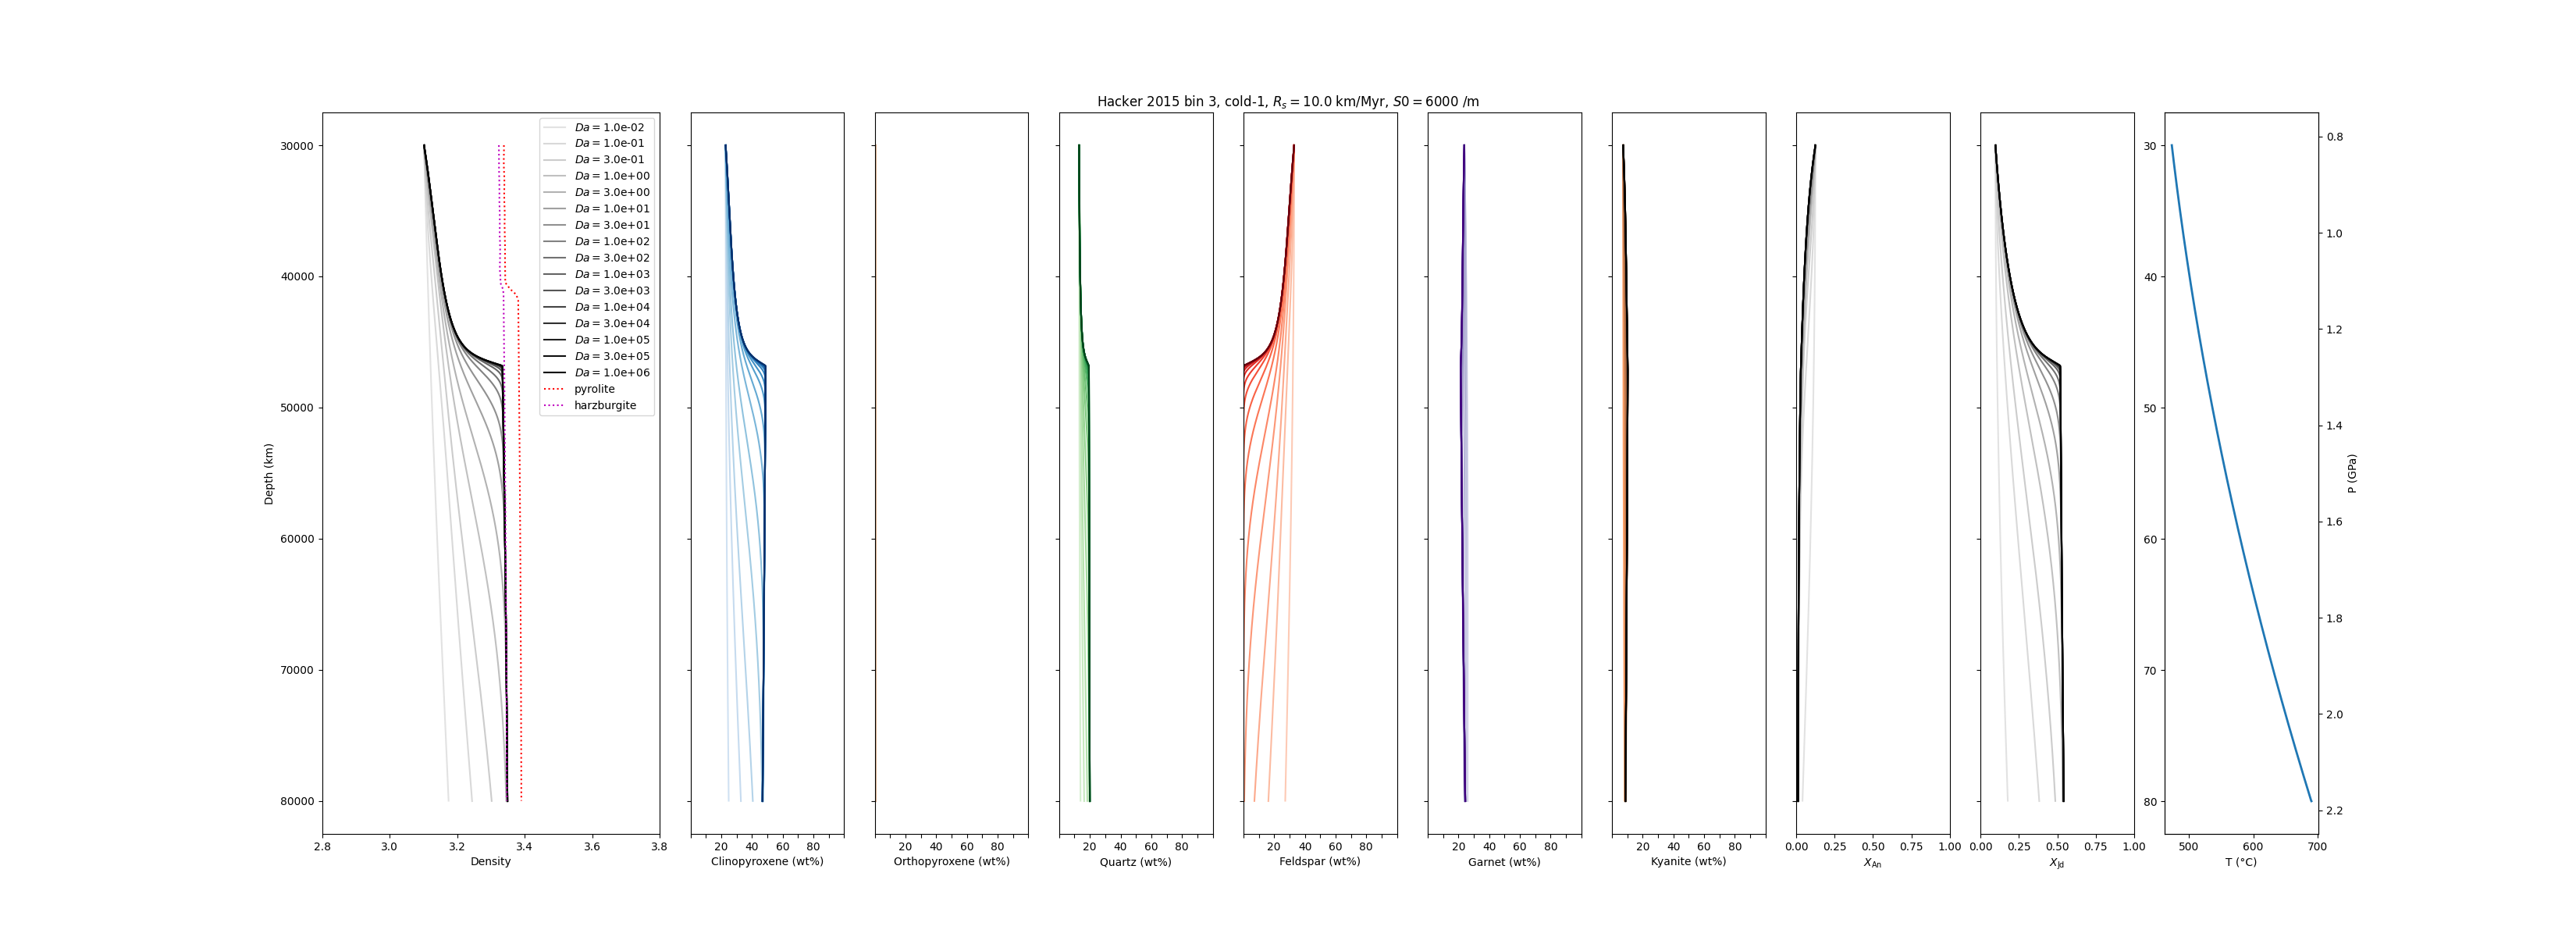 Hacker 2015 bin 3, cold-1, R_s = 10.0 km/Myr, S0 = 6000 /m
Depth (km)
30000
40000
50000
60000
70000
80000
2.8 3.0 3.2 3.4 3.6 3.8
Density
Da = 1.0e-02
Da = 1.0e-01
Da = 3.0e-01
Da = 1.0e+00
Da = 3.0e+00
Da = 1.0e+01
Da = 3.0e+01
Da = 1.0e+02
Da = 3.0e+02
Da = 1.0e+03
Da = 3.0e+03
Da = 1.0e+04
Da = 3.0e+04
Da = 1.0e+05
Da = 3.0e+05
Da = 1.0e+06
pyrolite
harzburgite
20 40 60 80
Clinopyroxene (wt%)
20 40 60 80
Orthopyroxene (wt%)
20 40 60 80
Quartz (wt%)
20 40 60 80
Feldspar (wt%)
20 40 60 80
Garnet (wt%)
20 40 60 80
Kyanite (wt%)
0.00 0.25 0.50 0.75 1.00
X_An
0.00 0.25 0.50 0.75 1.00
X_Jd
30
40
50
60
70
80
500 600 700
T (°C)
0.8
1.0
1.2
1.4
1.6
1.8
2.0
2.2
P (GPa)